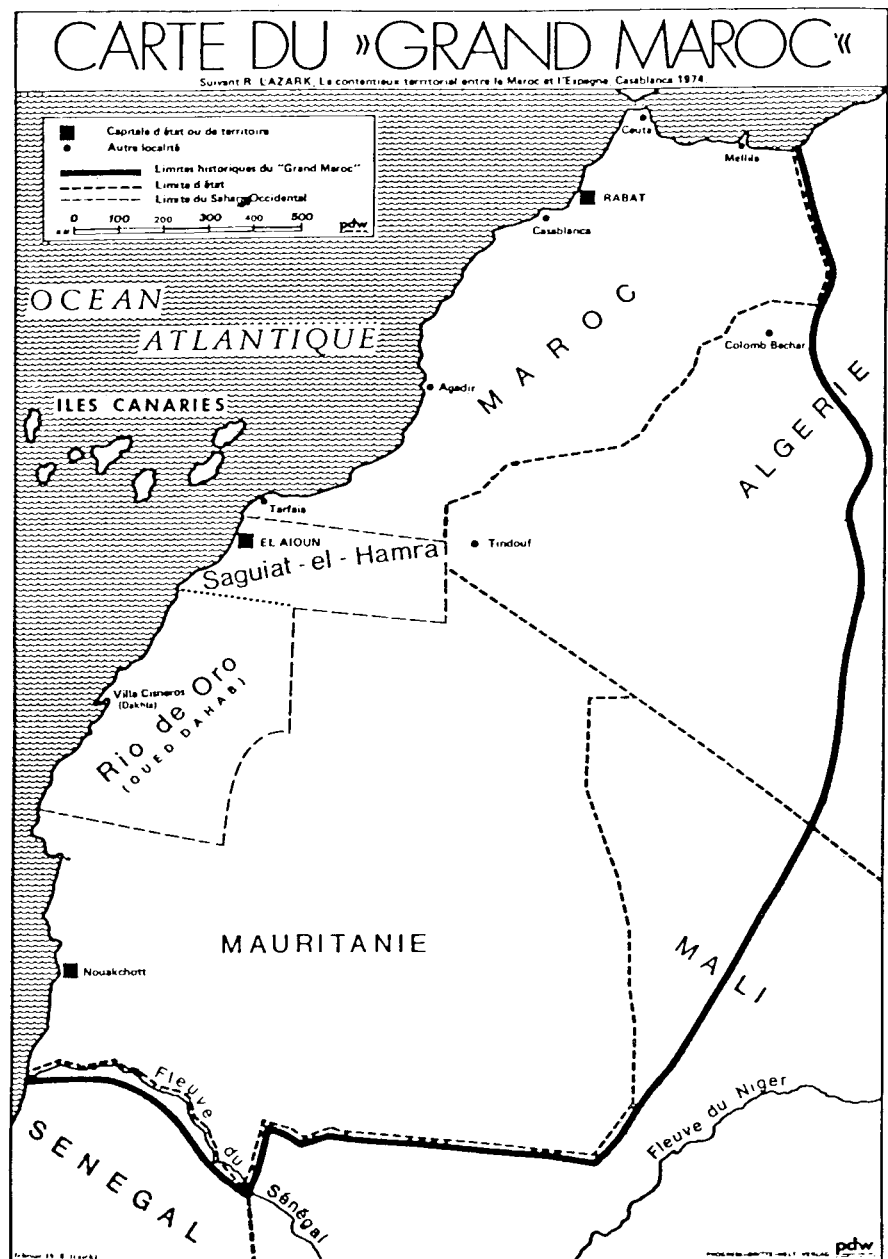 CARTE DU »GRAND MAROC«
Suivant R. LAZARK, La contentieux territorial entre le Maroc et l'Espagne, Casablanca 1974
Capitale d'état ou de territoire
Autre localité
Limites historiques du "Grand Maroc"
Limite d'état
Limite du Sahara Occidental
0 100 200 300 400 500
pdw
Ceuta
Mellila
RABAT
Casablanca
OCEAN
ATLANTIQUE
MAROC
Colomb Bechar
Agadir
ALGERIE
ILES CANARIES
Tarfaia
EL AIOUN
Tindouf
Saguiat-el-Hamra
Villa Cisneros
(Dakhla)
Rio de Oro
(OUED DAHAB)
MAURITANIE
MALI
Nouakchott
Fleuve du Sénégal
Fleuve du Niger
SENEGAL
VERLAG
pdw